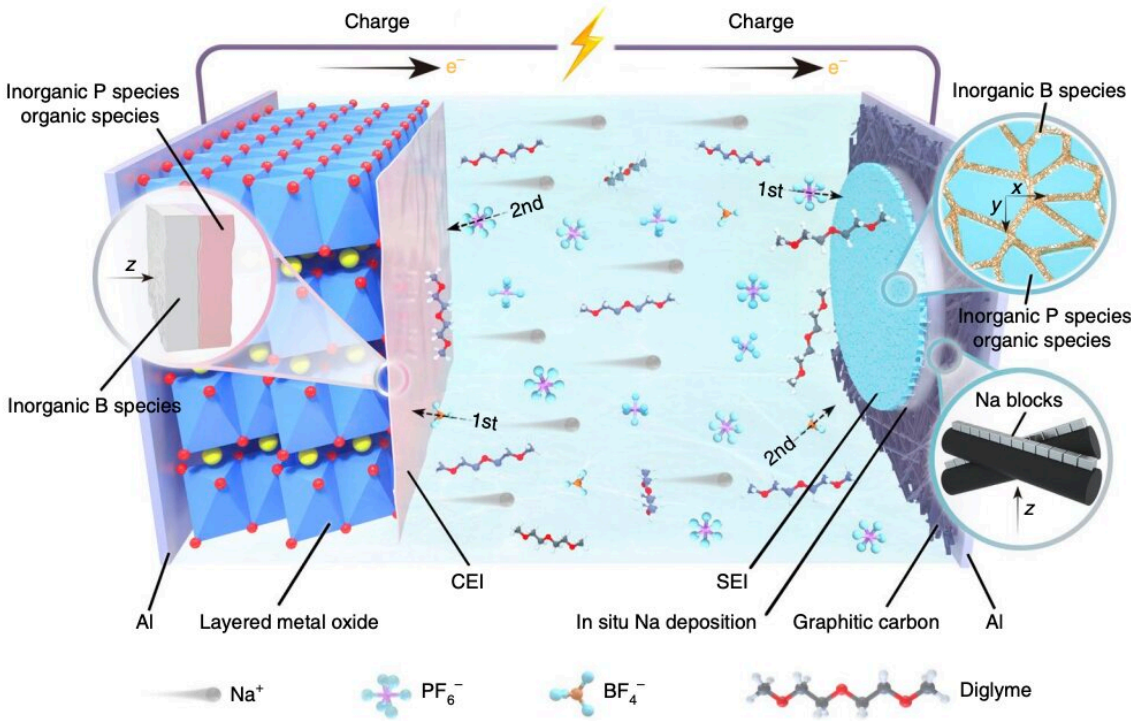 Charge
Charge
e⁻
e⁻
Inorganic P species
organic species
Inorganic B species
2nd
1st
x
y
z
Inorganic P species
organic species
Na blocks
Inorganic B species
1st
2nd
z
CEI
SEI
Al
Layered metal oxide
In situ Na deposition
Graphitic carbon
Al
Na⁺
PF₆⁻
BF₄⁻
Diglyme